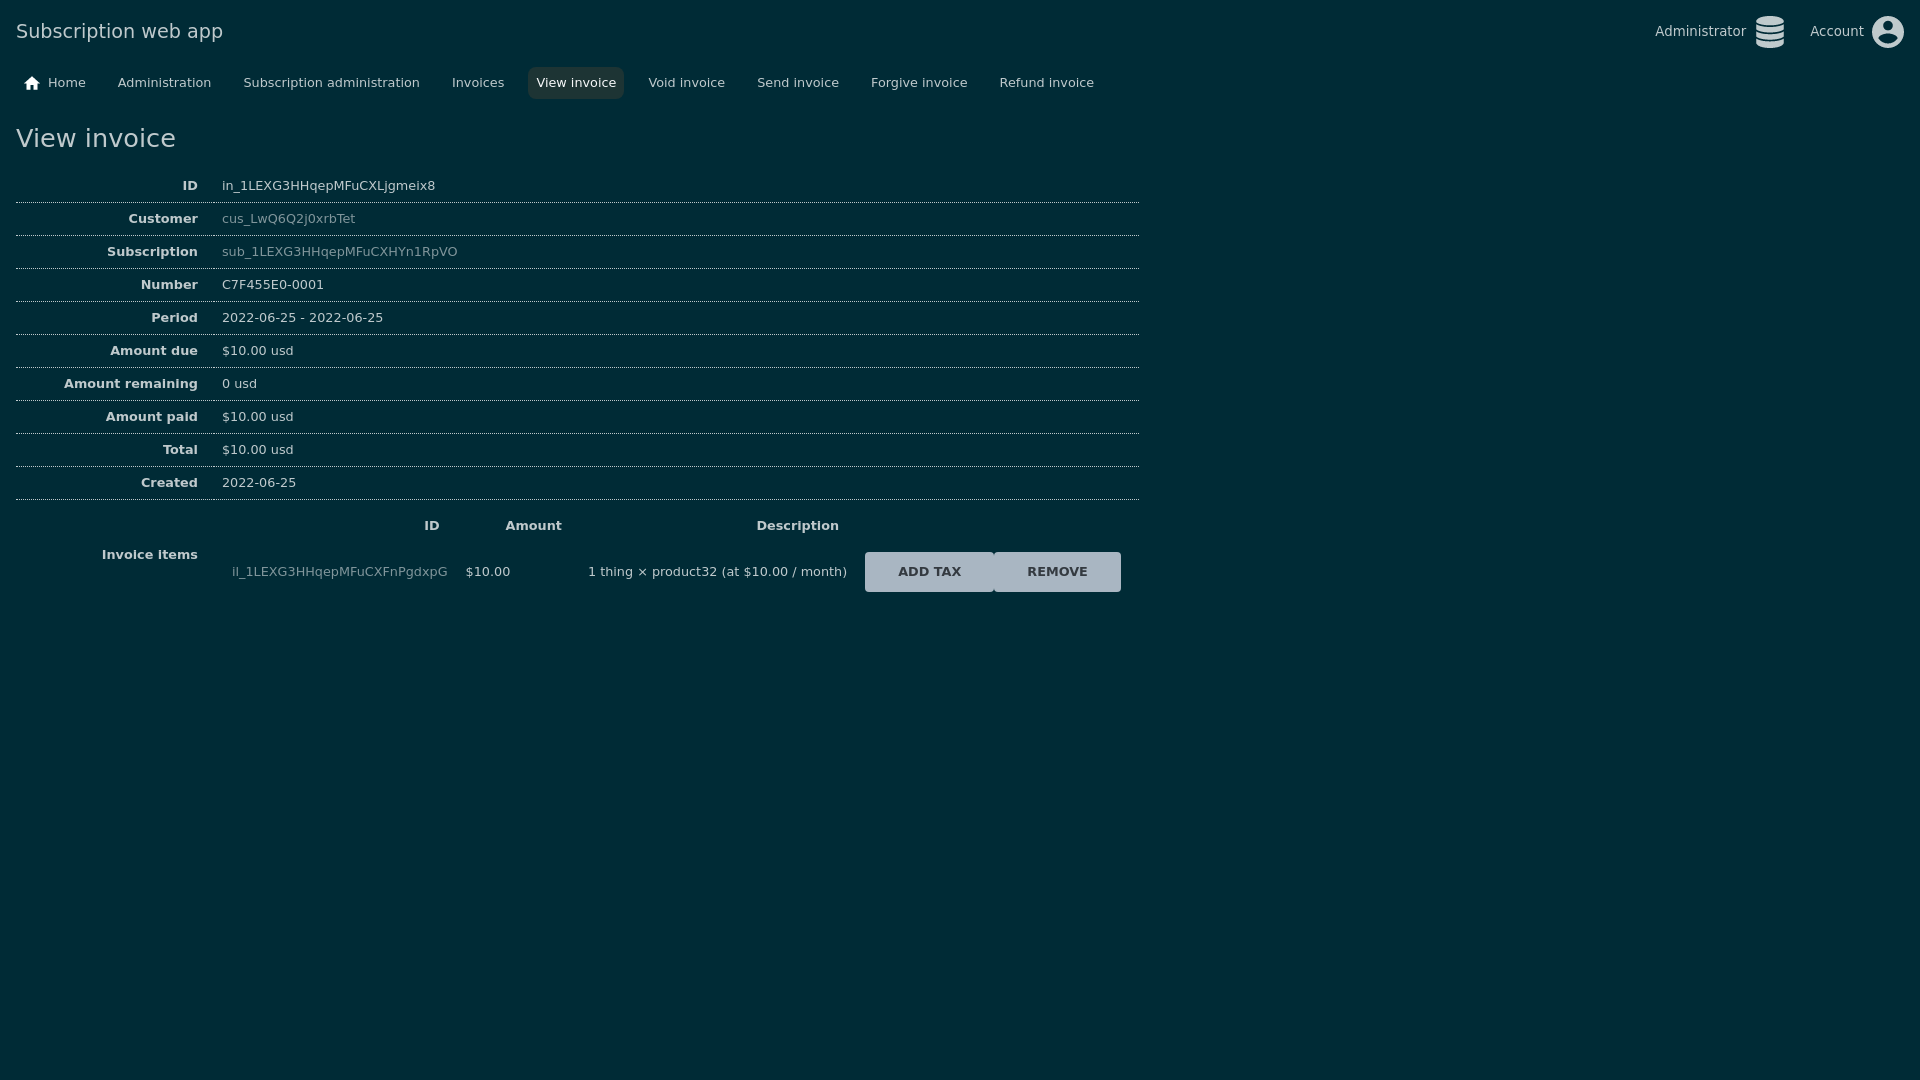 Subscription web app
Administrator
Account
Home Administration Subscription administration Invoices View invoice Void invoice Send invoice Forgive invoice Refund invoice
View invoice
ID in_1LEXG3HHqepMFuCXLjgmeix8
Customer cus_LwQ6Q2j0xrbTet
Subscription sub_1LEXG3HHqepMFuCXHYn1RpVO
Number C7F455E0-0001
Period 2022-06-25 - 2022-06-25
Amount due $10.00 usd
Amount remaining 0 usd
Amount paid $10.00 usd
Total $10.00 usd
Created 2022-06-25
ID Amount Description
Invoice items
il_1LEXG3HHqepMFuCXFnPgdxpG $10.00 1 thing × product32 (at $10.00 / month) ADD TAX REMOVE